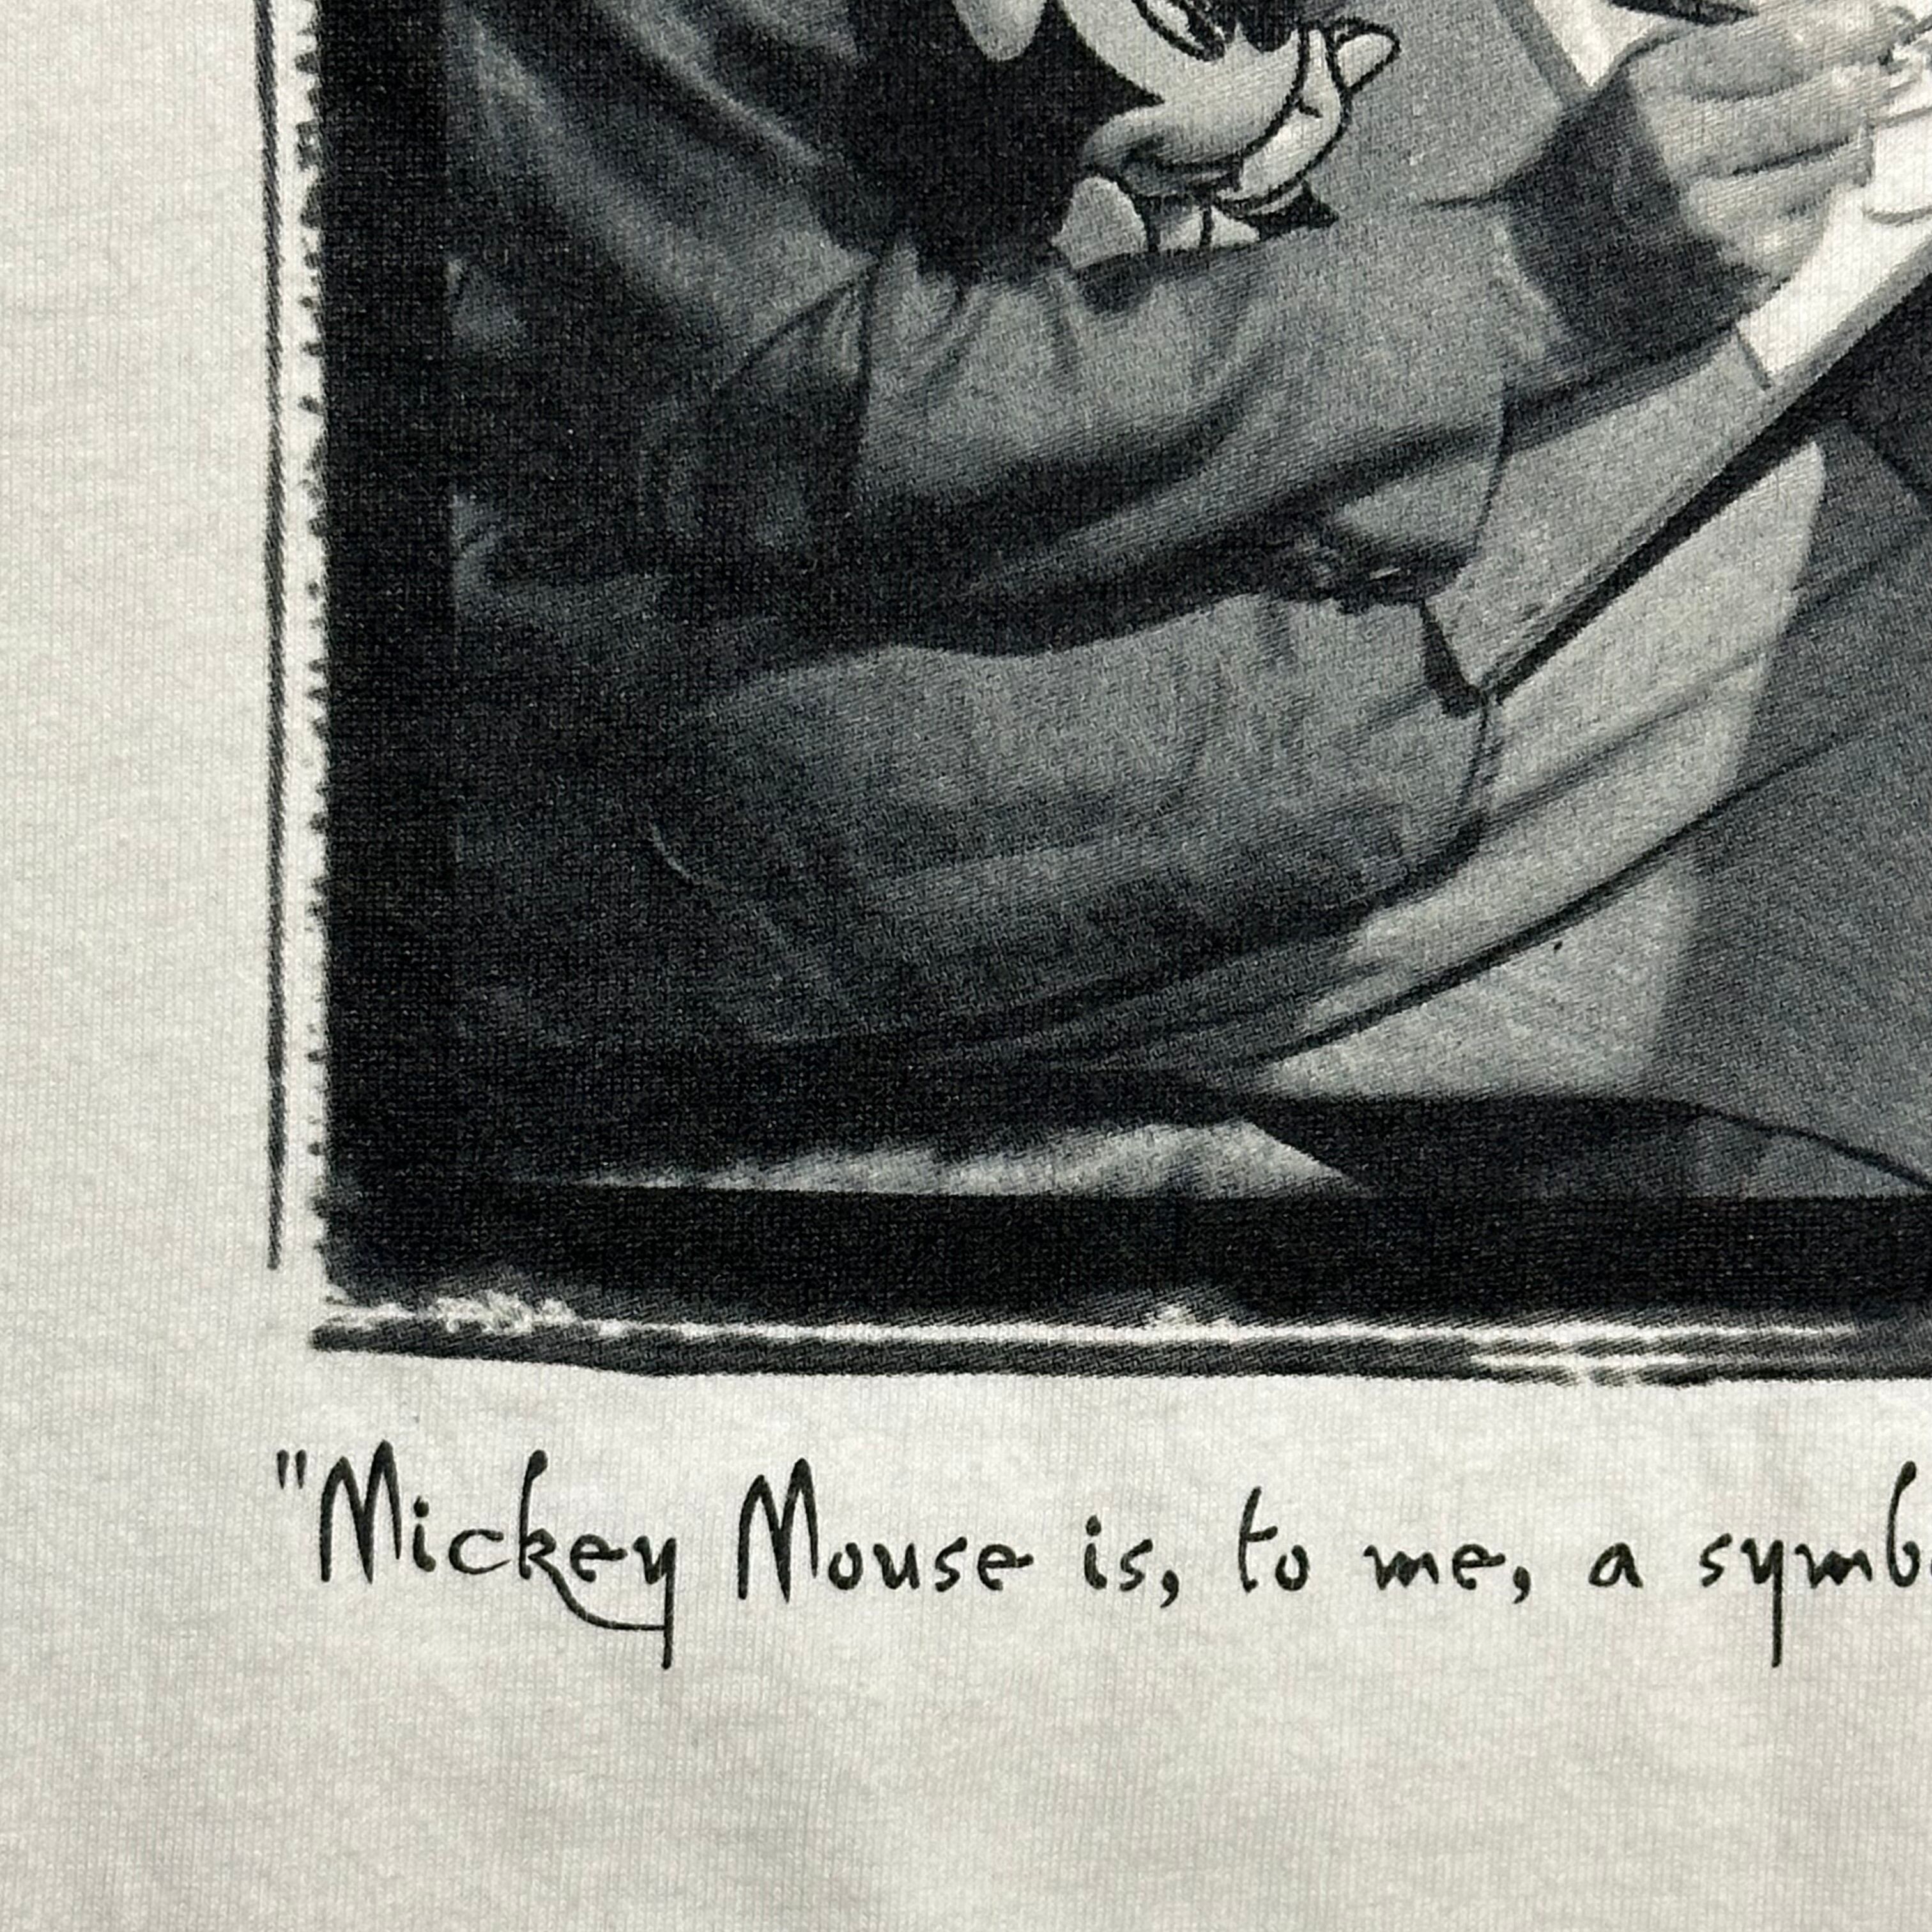 "Mickey Mouse is, to me, a symb